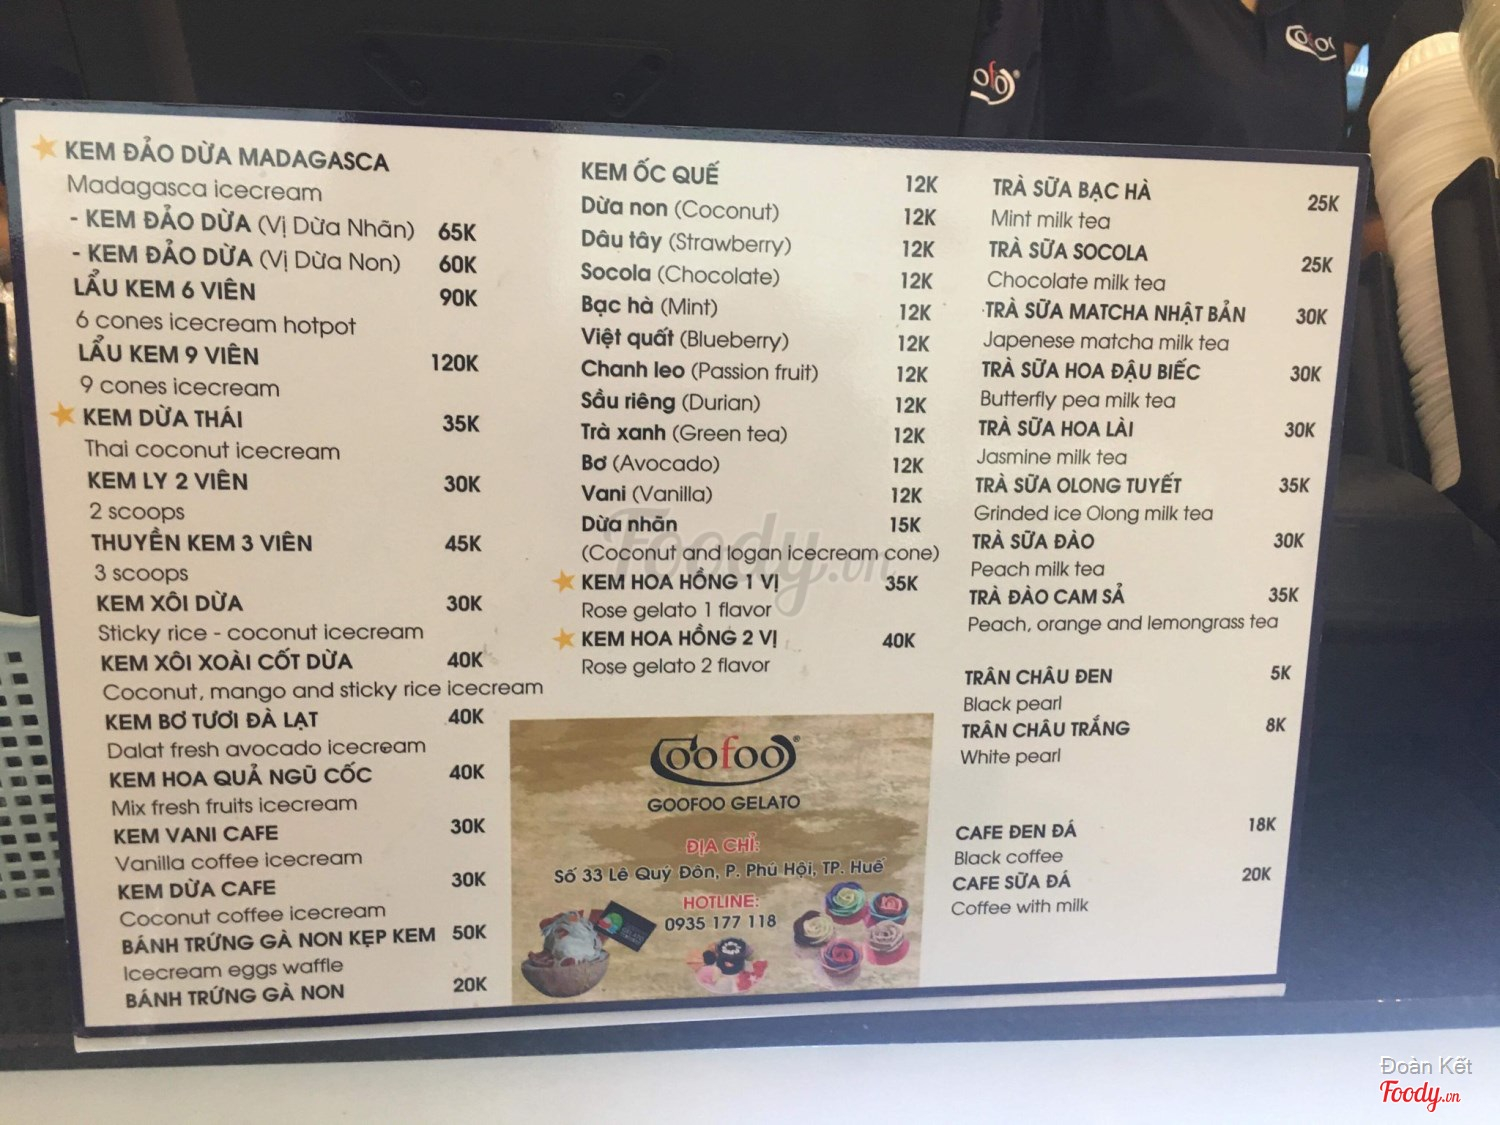 KEM ĐẢO DỪA MADAGASCA
Madagasca icecream
- KEM ĐẢO DỪA (Vị Dừa Nhãn) 65K
- KEM ĐẢO DỪA (Vị Dừa Non) 60K
LẨU KEM 6 VIÊN 90K
6 cones icecream hotpot
LẨU KEM 9 VIÊN 120K
9 cones icecream
KEM DỪA THÁI 35K
Thai coconut icecream
KEM LY 2 VIÊN 30K
2 scoops
THUYỀN KEM 3 VIÊN 45K
3 scoops
KEM XÔI DỪA 30K
Sticky rice - coconut icecream
KEM XÔI XOÀI CỐT DỪA 40K
Coconut, mango and sticky rice icecream
KEM BƠ TƯƠI ĐÀ LẠT 40K
Dalat fresh avocado icecream
KEM HOA QUẢ NGŨ CỐC 40K
Mix fresh fruits icecream
KEM VANI CAFE 30K
Vanilla coffee icecream
KEM DỪA CAFE 30K
Coconut coffee icecream
BÁNH TRỨNG GÀ NON KẸP KEM 50K
Icecream eggs waffle
BÁNH TRỨNG GÀ NON 20K
KEM ỐC QUẾ 12K
Dừa non (Coconut) 12K
Dâu tây (Strawberry) 12K
Socola (Chocolate) 12K
Bạc hà (Mint) 12K
Việt quất (Blueberry) 12K
Chanh leo (Passion fruit) 12K
Sầu riêng (Durian) 12K
Trà xanh (Green tea) 12K
Bơ (Avocado) 12K
Vani (Vanilla) 12K
Dừa nhãn 15K
(Coconut and logan icecream cone)
KEM HOA HỒNG 1 VỊ 35K
Rose gelato 1 flavor
KEM HOA HỒNG 2 VỊ 40K
Rose gelato 2 flavor
Goofoo®
GOOFOO GELATO
ĐỊA CHỈ:
Số 33 Lê Quý Đôn, P. Phú Hội, TP. Huế
HOTLINE:
0935 177 118
TRÀ SỮA BẠC HÀ 25K
Mint milk tea
TRÀ SỮA SOCOLA 25K
Chocolate milk tea
TRÀ SỮA MATCHA NHẬT BẢN 30K
Japenese matcha milk tea
TRÀ SỮA HOA ĐẬU BIẾC 30K
Butterfly pea milk tea
TRÀ SỮA HOA LÀI 30K
Jasmine milk tea
TRÀ SỮA OLONG TUYẾT 35K
Grinded ice Olong milk tea
TRÀ SỮA ĐÀO 30K
Peach milk tea
TRÀ ĐÀO CAM SẢ 35K
Peach, orange and lemongrass tea
TRÂN CHÂU ĐEN 5K
Black pearl
TRÂN CHÂU TRẮNG 8K
White pearl
CAFE ĐEN ĐÁ 18K
Black coffee
CAFE SỮA ĐÁ 20K
Coffee with milk
Foody.vn
Đoàn Kết
Foody.vn